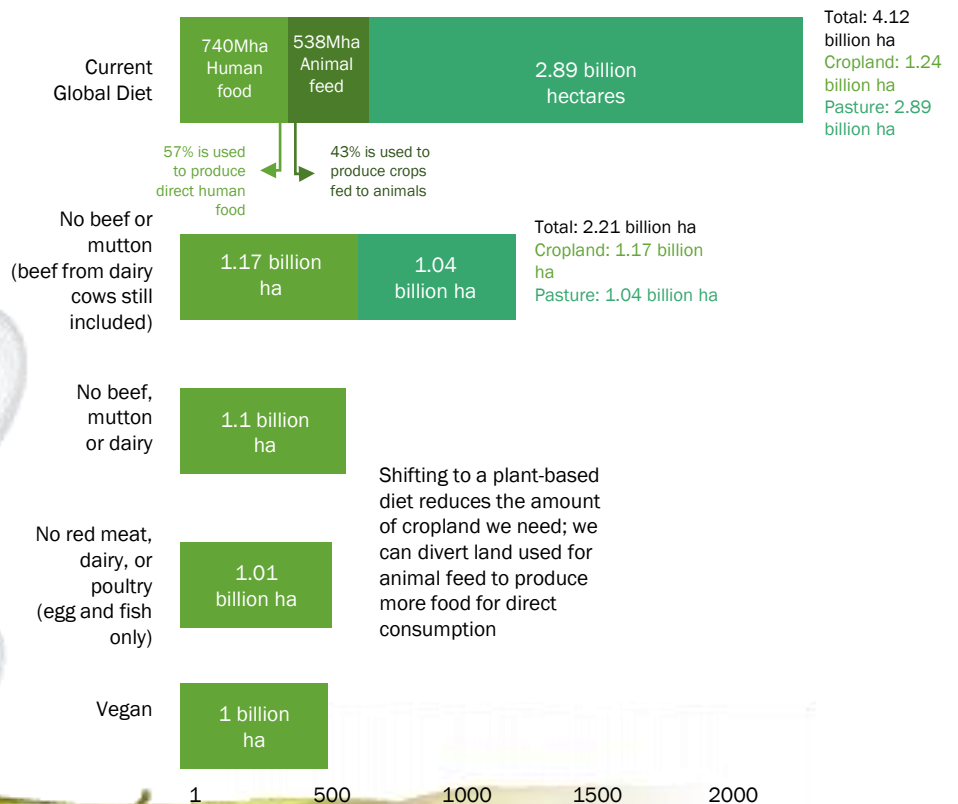 Current
Global Diet
740Mha
Human
food
538Mha
Animal
feed
2.89 billion
hectares
Total: 4.12
billion ha
Cropland: 1.24
billion ha
Pasture: 2.89
billion ha
57% is used
to produce
direct human
food
43% is used to
produce crops
fed to animals
No beef or
mutton
(beef from dairy
cows still
included)
1.17 billion
ha
1.04
billion ha
Total: 2.21 billion ha
Cropland: 1.17 billion
ha
Pasture: 1.04 billion ha
No beef,
mutton
or dairy
1.1 billion
ha
Shifting to a plant-based
diet reduces the amount
of cropland we need; we
can divert land used for
animal feed to produce
more food for direct
consumption
No red meat,
dairy, or
poultry
(egg and fish
only)
1.01
billion ha
Vegan
1 billion
ha
1 500 1000 1500 2000